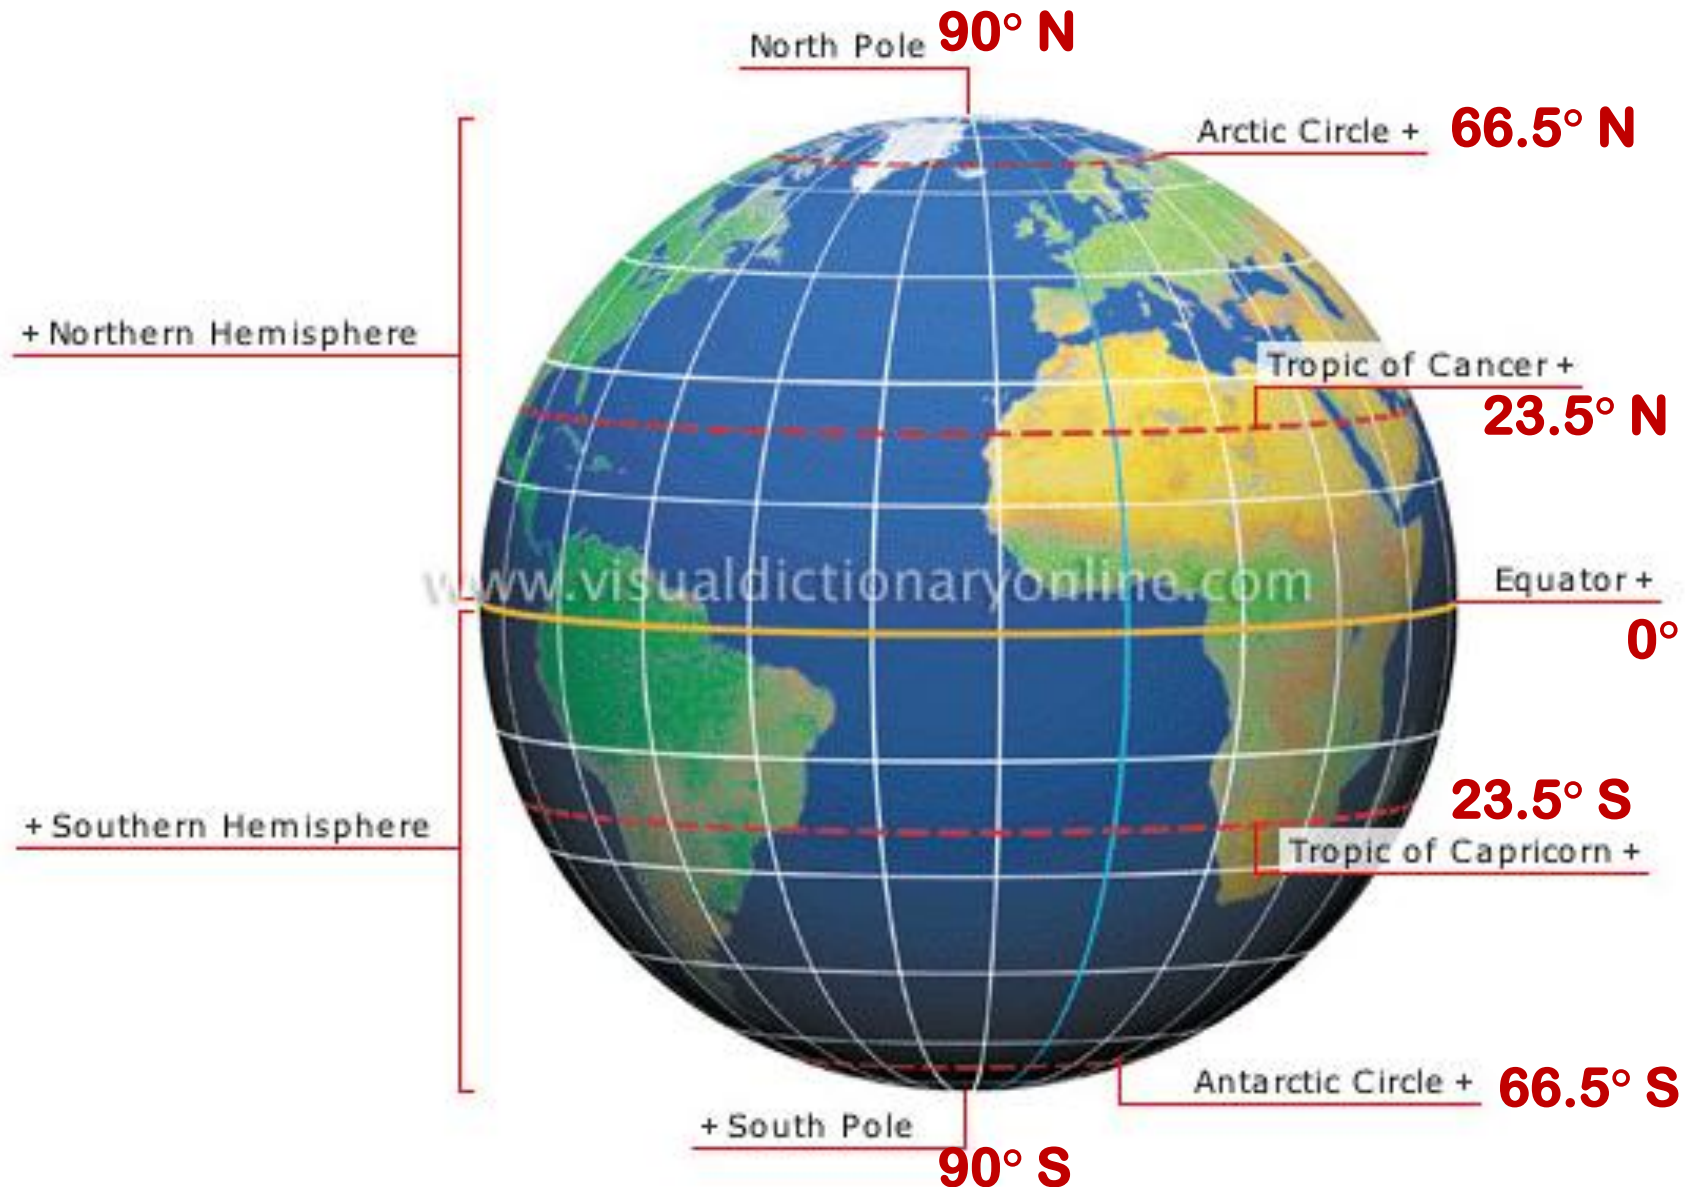 North Pole 90° N
Arctic Circle + 66.5° N
+ Northern Hemisphere
Tropic of Cancer +
23.5° N
www.visualdictionaryonline.com
Equator +
0°
23.5° S
+ Southern Hemisphere
Tropic of Capricorn +
Antarctic Circle + 66.5° S
+ South Pole
90° S